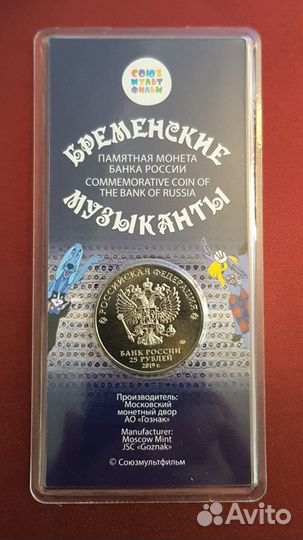 СОЮЗ
МУЛЬТ
ФИЛЬМ
БРЕМЕНСКИЕ
ПАМЯТНАЯ МОНЕТА
БАНКА РОССИИ
COMMEMORATIVE COIN OF
THE BANK OF RUSSIA
МУЗЫКАНТЫ
РОССИЙСКАЯ ФЕДЕРАЦИЯ
БАНК РОССИИ
25 РУБЛЕЙ
2019 г.
Производитель:
Московский
монетный двор
АО «Гознак»
Manufacturer:
Moscow Mint
JSC «Goznak»
© Союзмультфильм
Avito